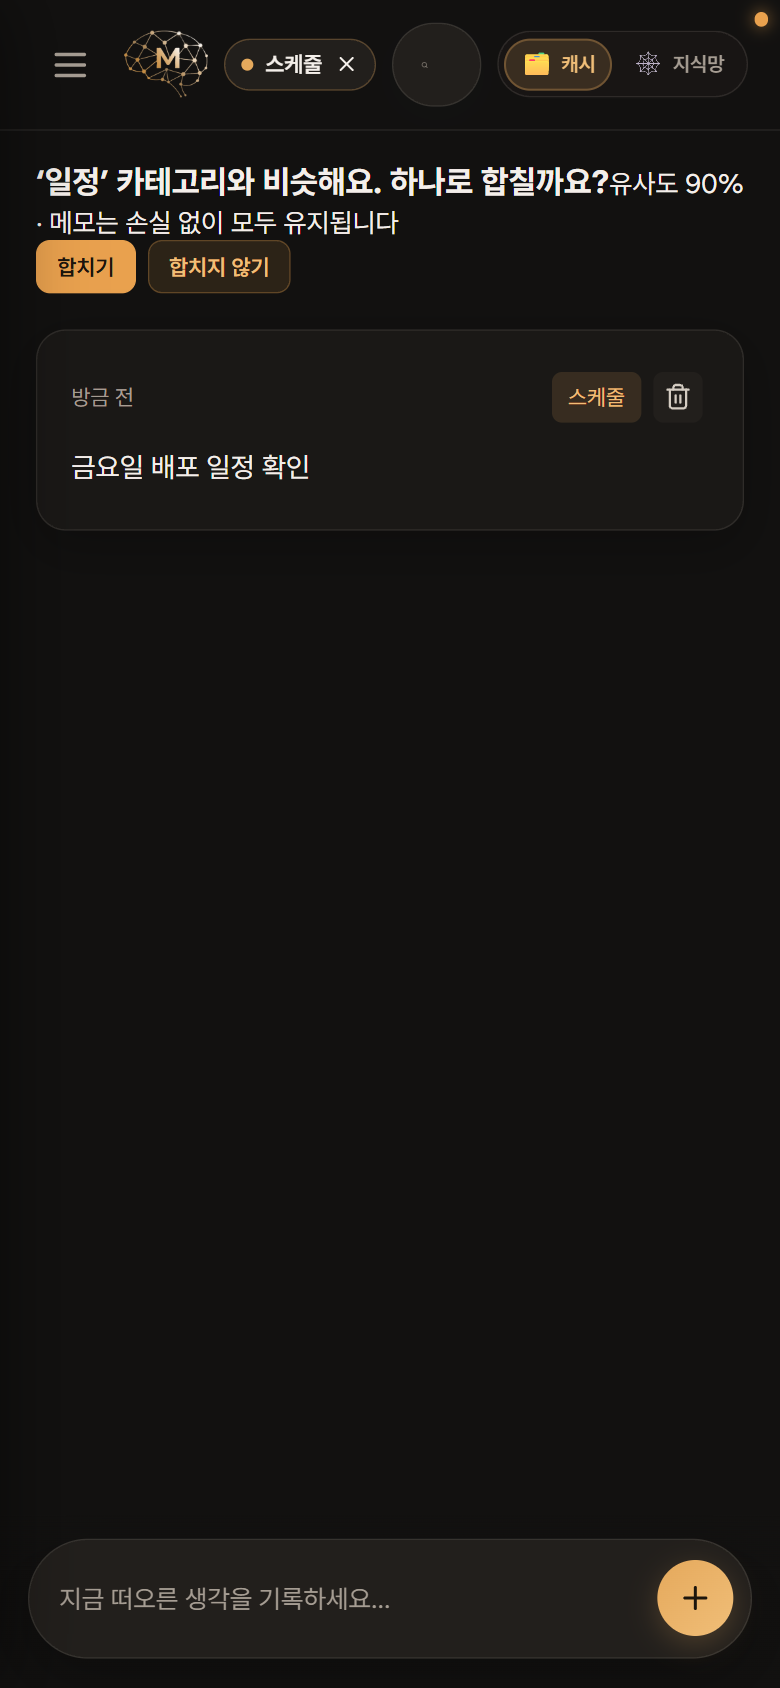 M
스케줄
캐시
지식망
‘일정’ 카테고리와 비슷해요. 하나로 합칠까요?유사도 90%
· 메모는 손실 없이 모두 유지됩니다
합치기
합치지 않기
방금 전
스케줄
금요일 배포 일정 확인
지금 떠오른 생각을 기록하세요...